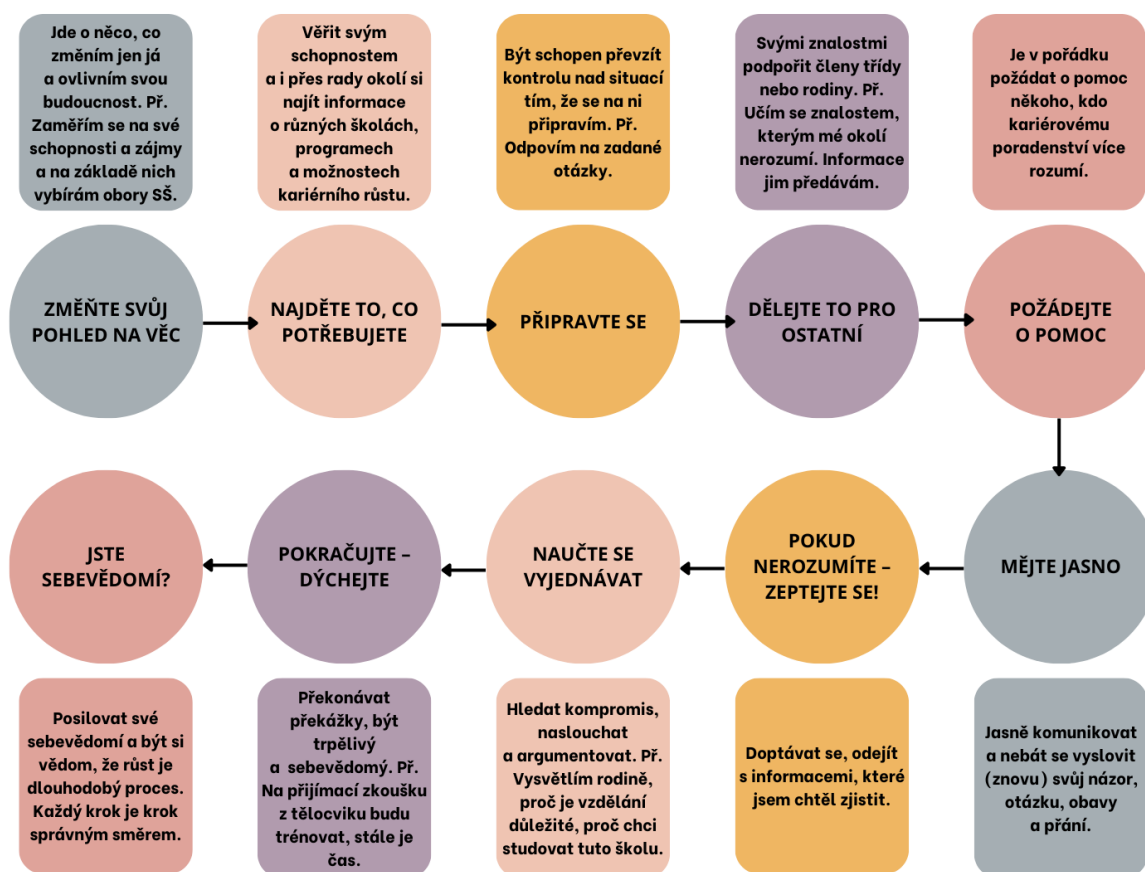 Jde o něco, co
změním jen já
a ovlivním svou
budoucnost. Př.
Zaměřím se na své
schopnosti a zájmy
a na základě nich
vybírám obory SŠ.
Věřit svým
schopnostem
a i přes rady okolí si
najít informace
o různých školách,
programech
a možnostech
kariérního růstu.
Být schopen převzít
kontrolu nad situací
tím, že se na ni
připravím. Př.
Odpovím na zadané
otázky.
Svými znalostmi
podpořit členy třídy
nebo rodiny. Př.
Učím se znalostem,
kterým mé okolí
nerozumí. Informace
jim předávám.
Je v pořádku
požádat o pomoc
někoho, kdo
kariérovému
poradenství více
rozumí.
ZMĚŇTE SVŮJ
POHLED NA VĚC
NAJDĚTE TO, CO
POTŘEBUJETE
PŘIPRAVTE SE
DĚLEJTE TO PRO
OSTATNÍ
POŽÁDEJTE
O POMOC
MĚJTE JASNO
POKUD
NEROZUMÍTE –
ZEPTEJTE SE!
NAUČTE SE
VYJEDNÁVAT
POKRAČUJTE –
DÝCHEJTE
JSTE
SEBEVĚDOMÍ?
Jasně komunikovat
a nebát se vyslovit
(znovu) svůj názor,
otázku, obavy
a přání.
Doptávat se, odejít
s informacemi, které
jsem chtěl zjistit.
Hledat kompromis,
naslouchat
a argumentovat. Př.
Vysvětlím rodině,
proč je vzdělání
důležité, proč chci
studovat tuto školu.
Překonávat
překážky, být
trpělivý
a sebevědomý. Př.
Na přijímací zkoušku
z tělocviku budu
trénovat, stále je
čas.
Posilovat své
sebevědomí a být si
vědom, že růst je
dlouhodobý proces.
Každý krok je krok
správným směrem.